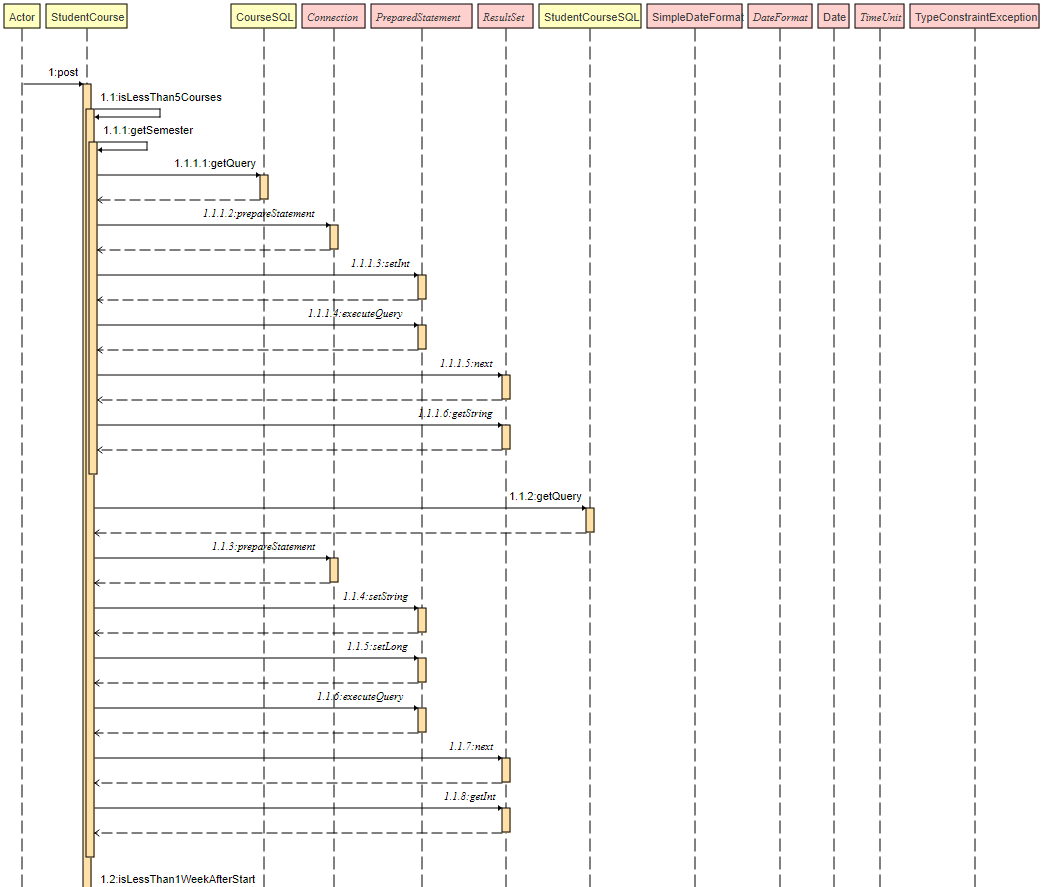 Actor StudentCourse CourseSQL Connection PreparedStatement ResultSet StudentCourseSQL SimpleDateFormat DateFormat Date TimeUnit TypeConstraintException
1:post
1.1:isLessThan5Courses
1.1.1:getSemester
1.1.1.1:getQuery
1.1.1.2:prepareStatement
1.1.1.3:setInt
1.1.1.4:executeQuery
1.1.1.5:next
1.1.1.6:getString
1.1.2:getQuery
1.1.3:prepareStatement
1.1.4:setString
1.1.5:setLong
1.1.6:executeQuery
1.1.7:next
1.1.8:getInt
1.2:isLessThan1WeekAfterStart